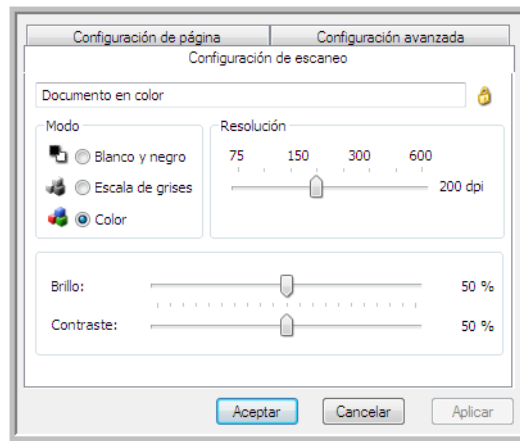 Configuración de página
Configuración avanzada
Configuración de escaneo
Documento en color
Modo
Blanco y negro
Escala de grises
Color
Resolución
75 150 300 600
200 dpi
Brillo: 50 %
Contraste: 50 %
Aceptar Cancelar Aplicar